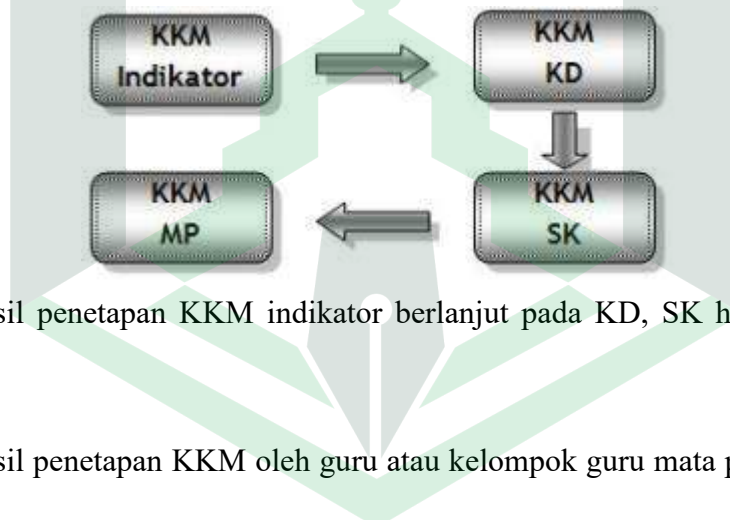 KKM
Indikator
KKM
KD
KKM
MP
KKM
SK
sil penetapan KKM indikator berlanjut pada KD, SK h
sil penetapan KKM oleh guru atau kelompok guru mata p